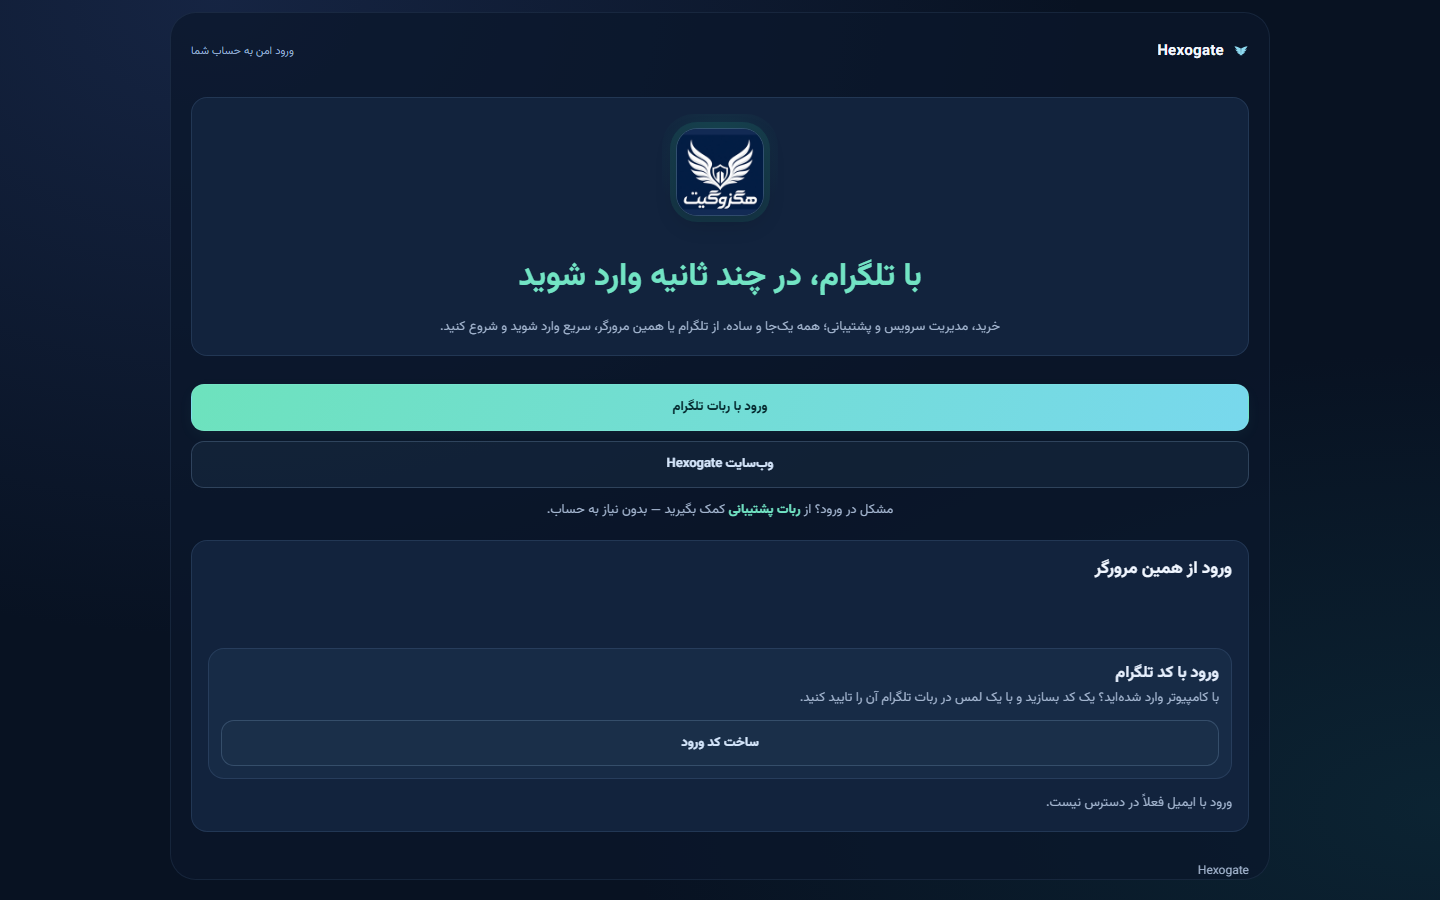 Hexogate
ورود امن به حساب شما
هگزوگیت
با تلگرام، در چند ثانیه وارد شوید
خرید، مدیریت سرویس و پشتیبانی؛ همه یک‌جا و ساده. از تلگرام یا همین مرورگر، سریع وارد شوید و شروع کنید.
ورود با ربات تلگرام
وب‌سایت Hexogate
مشکل در ورود؟ از ربات پشتیبانی کمک بگیرید — بدون نیاز به حساب.
ورود از همین مرورگر
ورود با کد تلگرام
با کامپیوتر وارد شده‌اید؟ یک کد بسازید و با یک لمس در ربات تلگرام آن را تایید کنید.
ساخت کد ورود
ورود با ایمیل فعلاً در دسترس نیست.
Hexogate